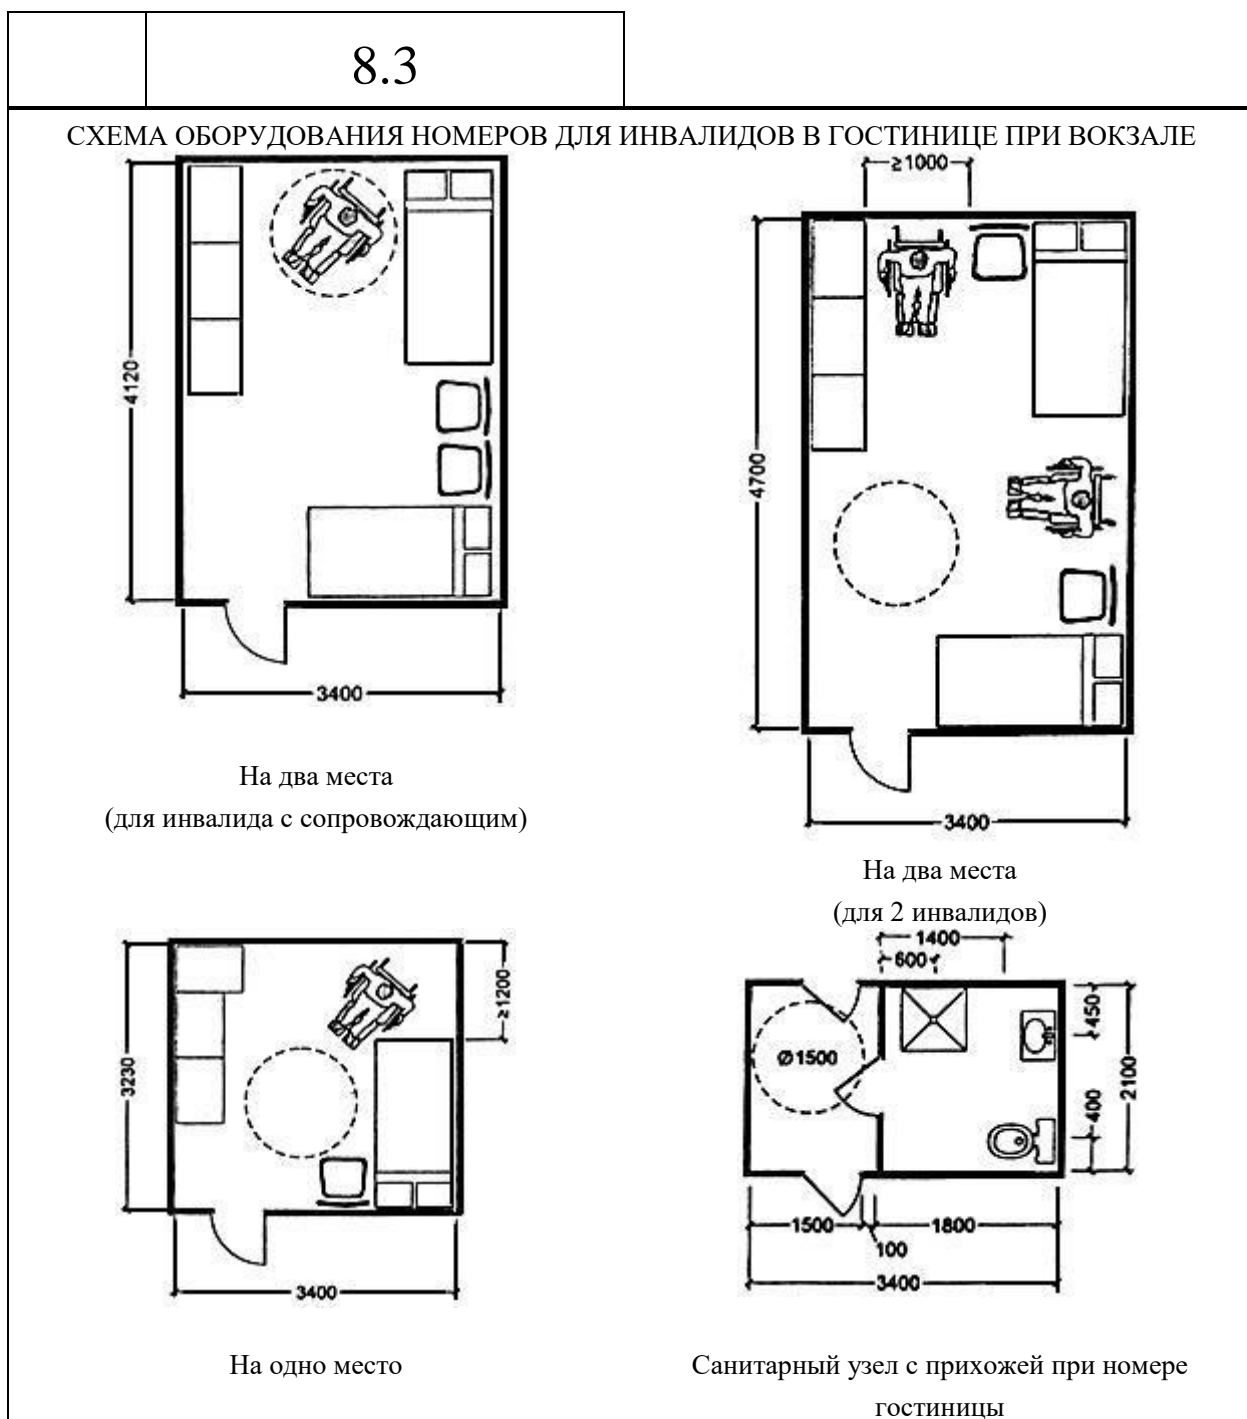 8.3
СХЕМА ОБОРУДОВАНИЯ НОМЕРОВ ДЛЯ ИНВАЛИДОВ В ГОСТИНИЦЕ ПРИ ВОКЗАЛЕ
4120
3400
На два места
(для инвалида с сопровождающим)
≥1000
4700
3400
На два места
(для 2 инвалидов)
3230
≥1200
3400
На одно место
1400
600
Ø1500
450
2100
400
1500
1800
100
3400
Санитарный узел с прихожей при номере
гостиницы